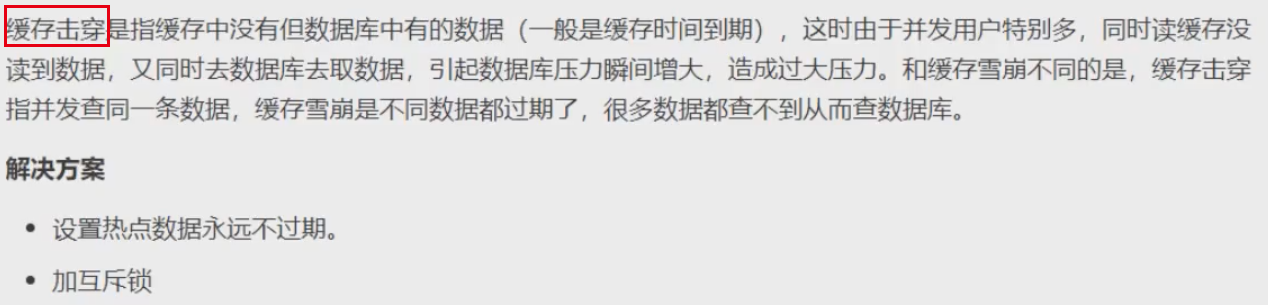 缓存击穿是指缓存中没有但数据库中有的数据（一般是缓存时间到期），这时由于并发用户特别多，同时读缓存没
读到数据，又同时去数据库去取数据，引起数据库压力瞬间增大，造成过大压力。和缓存雪崩不同的是，缓存击穿
指并发查同一条数据，缓存雪崩是不同数据都过期了，很多数据都查不到从而查数据库。
解决方案
• 设置热点数据永远不过期。
• 加互斥锁